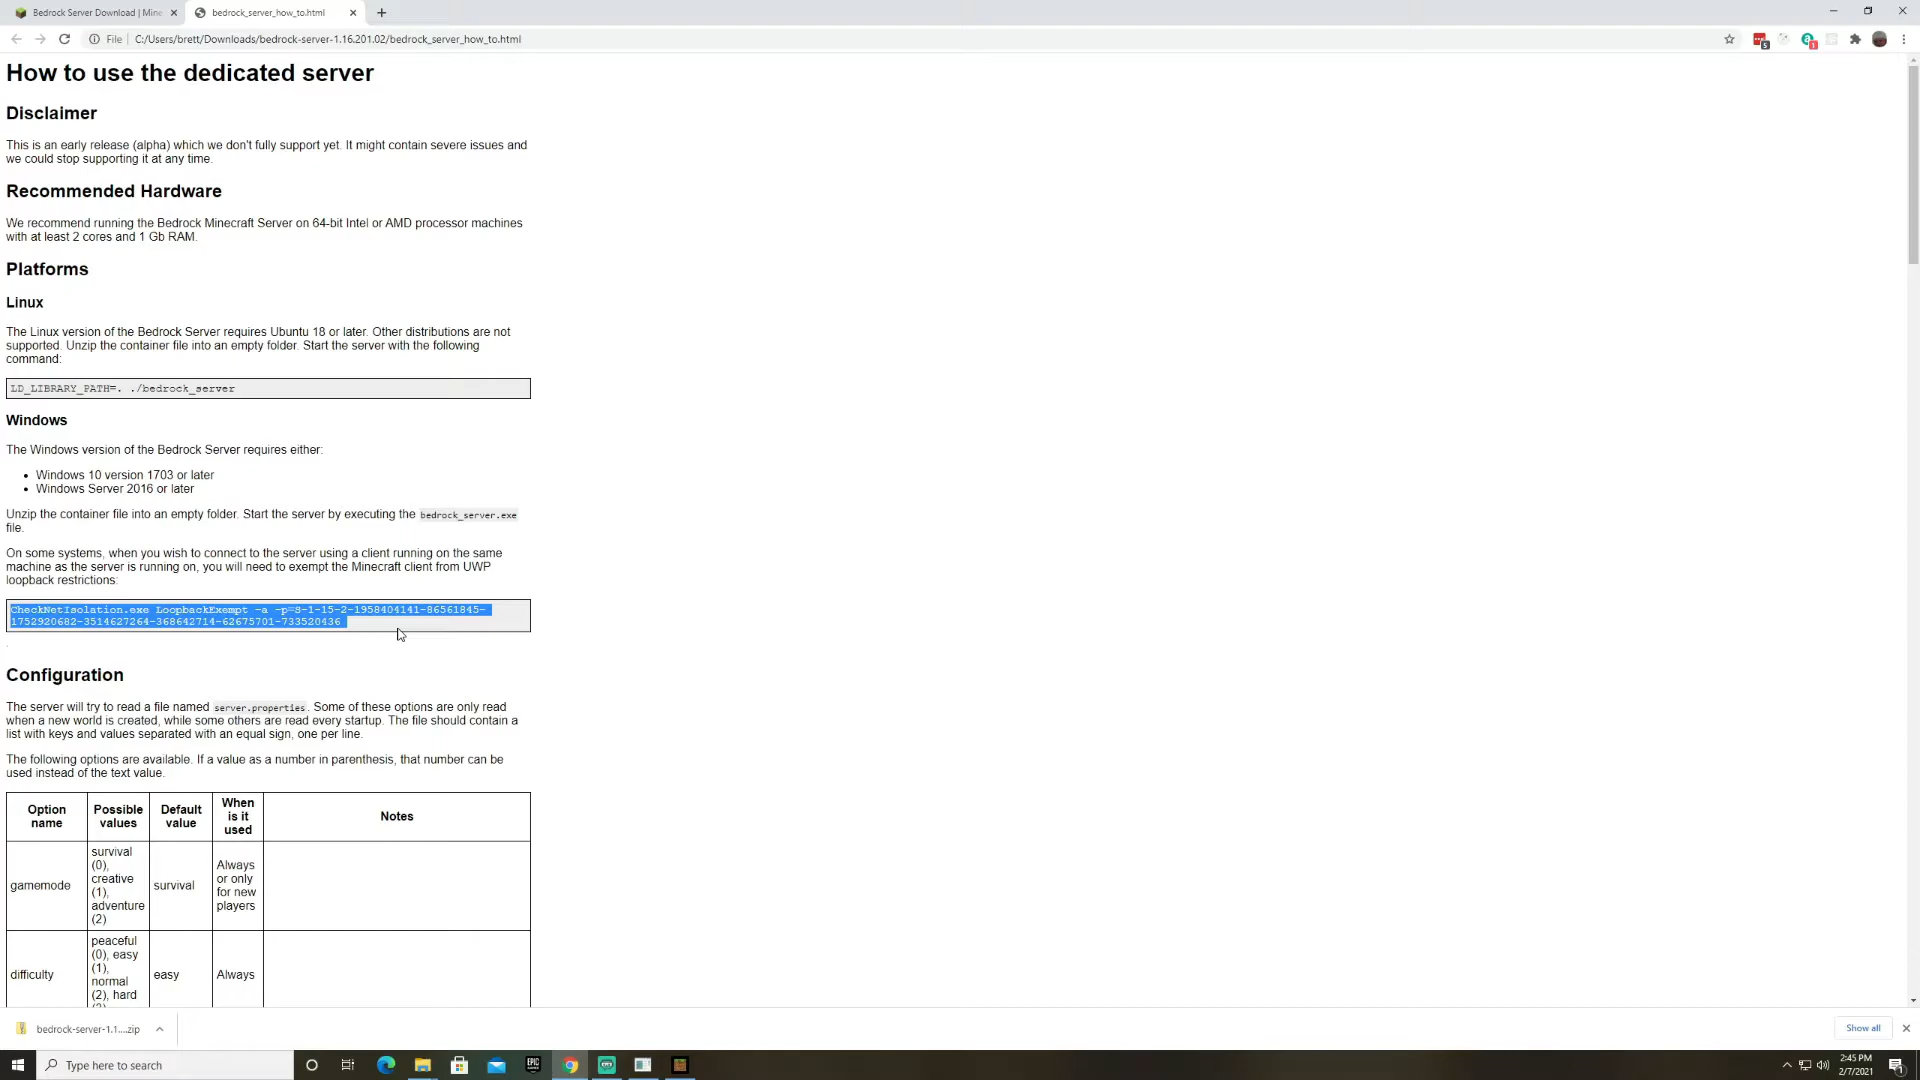 Bedrock Server Download | Mine
bedrock_server_how_to.html
File
C:/Users/brett/Downloads/bedrock-server-1.16.201.02/bedrock_server_how_to.html
5
1
How to use the dedicated server
Disclaimer
This is an early release (alpha) which we don't fully support yet. It might contain severe issues and
we could stop supporting it at any time.
Recommended Hardware
We recommend running the Bedrock Minecraft Server on 64-bit Intel or AMD processor machines
with at least 2 cores and 1 Gb RAM.
Platforms
Linux
The Linux version of the Bedrock Server requires Ubuntu 18 or later. Other distributions are not
supported. Unzip the container file into an empty folder. Start the server with the following
command:
LD_LIBRARY_PATH=. ./bedrock_server
Windows
The Windows version of the Bedrock Server requires either:
• Windows 10 version 1703 or later
• Windows Server 2016 or later
Unzip the container file into an empty folder. Start the server by executing the bedrock_server.exe
file.
On some systems, when you wish to connect to the server using a client running on the same
machine as the server is running on, you will need to exempt the Minecraft client from UWP
loopback restrictions:
CheckNetIsolation.exe LoopbackExempt -a -p=S-1-15-2-1958404141-86561845-
1752920682-3514627264-368642714-62675701-733520436
.
Configuration
The server will try to read a file named server.properties. Some of these options are only read
when a new world is created, while some others are read every startup. The file should contain a
list with keys and values separated with an equal sign, one per line.
The following options are available. If a value as a number in parenthesis, that number can be
used instead of the text value.
Option name
Possible values
Default value
When is it used
Notes
gamemode
survival (0), creative (1), adventure (2)
survival
Always or only for new players
difficulty
peaceful (0), easy (1), normal (2), hard
easy
Always
bedrock-server-1.1....zip
Show all
Type here to search
EPIC
2:45 PM
2/7/2021